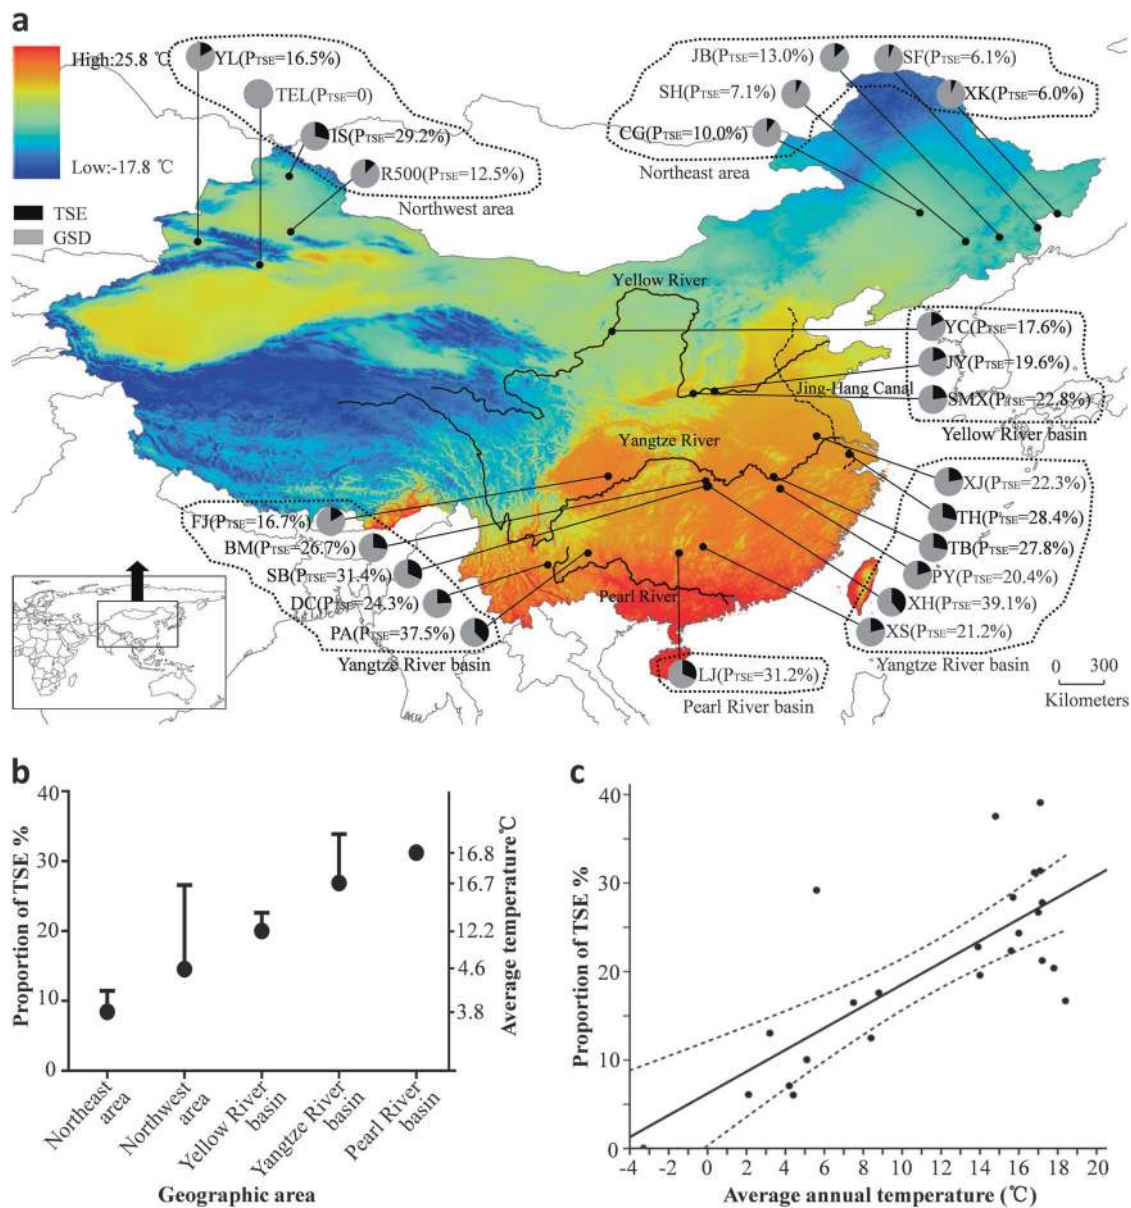 a
High:25.8 ℃
Low:-17.8 ℃
TSE
GSD
YL(PTSE=16.5%)
TEL(PTSE=0)
IS(PTSE=29.2%)
R500(PTSE=12.5%)
Northwest area
JB(PTSE=13.0%)
SF(PTSE=6.1%)
SH(PTSE=7.1%)
XK(PTSE=6.0%)
CG(PTSE=10.0%)
Northeast area
Yellow River
YC(PTSE=17.6%)
JY(PTSE=19.6%)
Jing-Hang Canal
SMX(PTSE=22.8%)
Yellow River basin
Yangtze River
XJ(PTSE=22.3%)
TH(PTSE=28.4%)
TB(PTSE=27.8%)
PY(PTSE=20.4%)
XH(PTSE=39.1%)
XS(PTSE=21.2%)
Yangtze River basin
FJ(PTSE=16.7%)
BM(PTSE=26.7%)
SB(PTSE=31.4%)
DC(PTSE=24.3%)
PA(PTSE=37.5%)
Yangtze River basin
Pearl River
LJ(PTSE=31.2%)
Pearl River basin
0 300
Kilometers
b
Proportion of TSE %
40
30
20
10
0
Average temperature℃
16.8
16.7
12.2
4.6
3.8
Northeast
area
Northwest
area
Yellow River
basin
Yangtze River
basin
Pearl River
basin
Geographic area
c
Proportion of TSE %
40
30
20
10
0
-4 -2 0 2 4 6 8 10 12 14 16 18 20
Average annual temperature (℃)